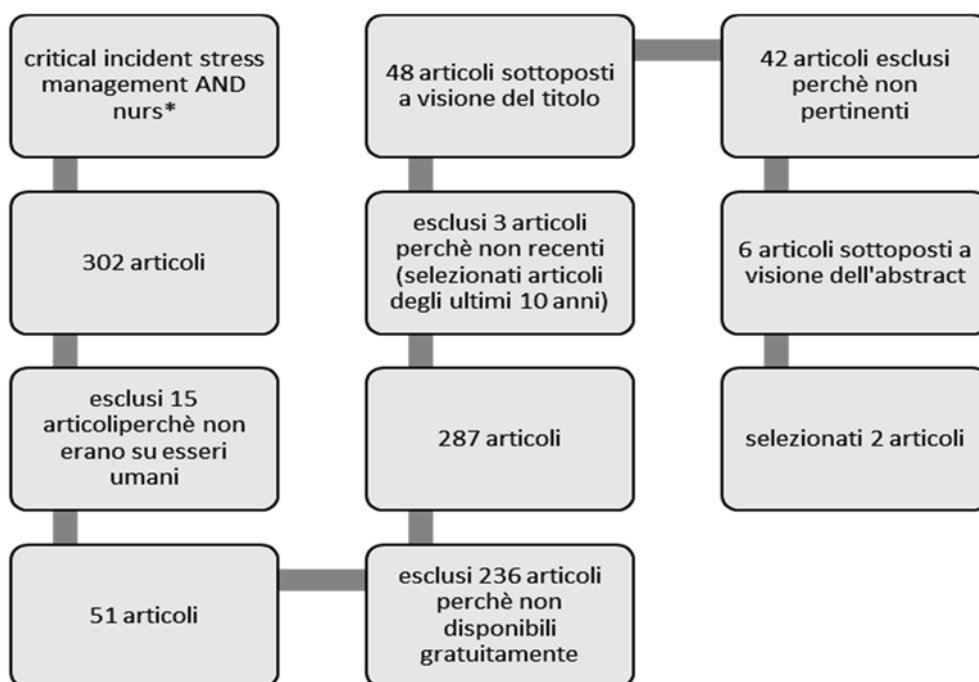 critical incident stress
management AND
nurs*
302 articoli
esclusi 15
articoliperchè non
erano su esseri
umani
51 articoli
esclusi 236 articoli
perchè non
disponibili
gratuitamente
287 articoli
esclusi 3 articoli
perchè non recenti
(selezionati articoli
degli ultimi 10 anni)
48 articoli sottoposti
a visione del titolo
42 articoli esclusi
perchè non
pertinenti
6 articoli sottoposti a
visione dell'abstract
selezionati 2 articoli